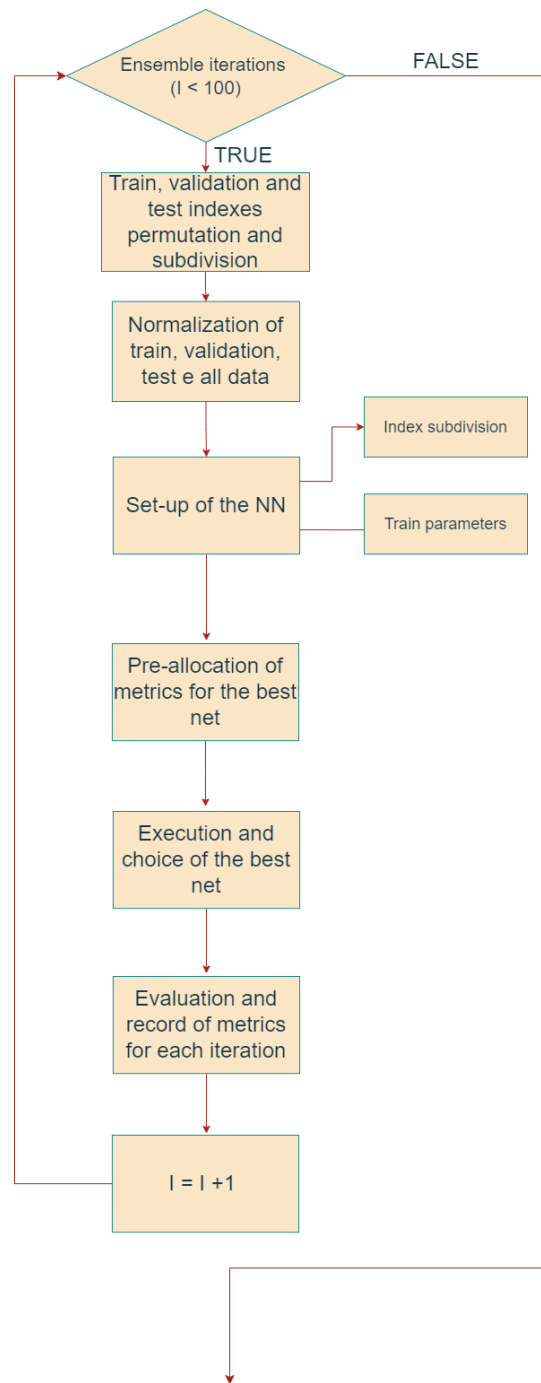 Ensemble iterations
(I < 100)
FALSE
TRUE
Train, validation and
test indexes
permutation and
subdivision
Normalization of
train, validation,
test e all data
Index subdivision
Set-up of the NN
Train parameters
Pre-allocation of
metrics for the best
net
Execution and
choice of the best
net
Evaluation and
record of metrics
for each iteration
I = I +1